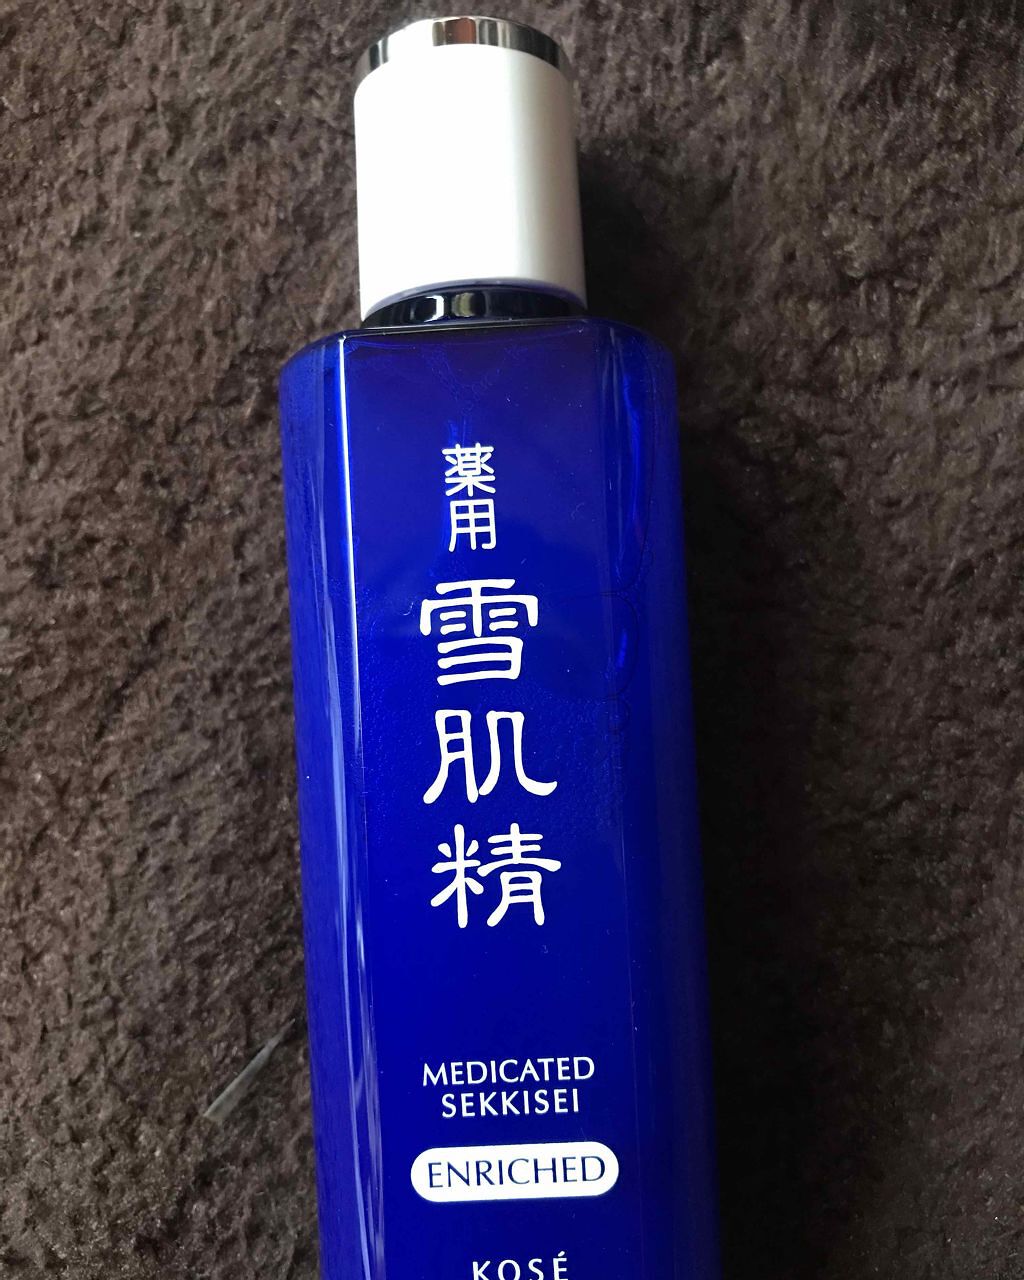 薬用
雪肌精
MEDICATED
SEKKISEI
ENRICHED
KOSÉ